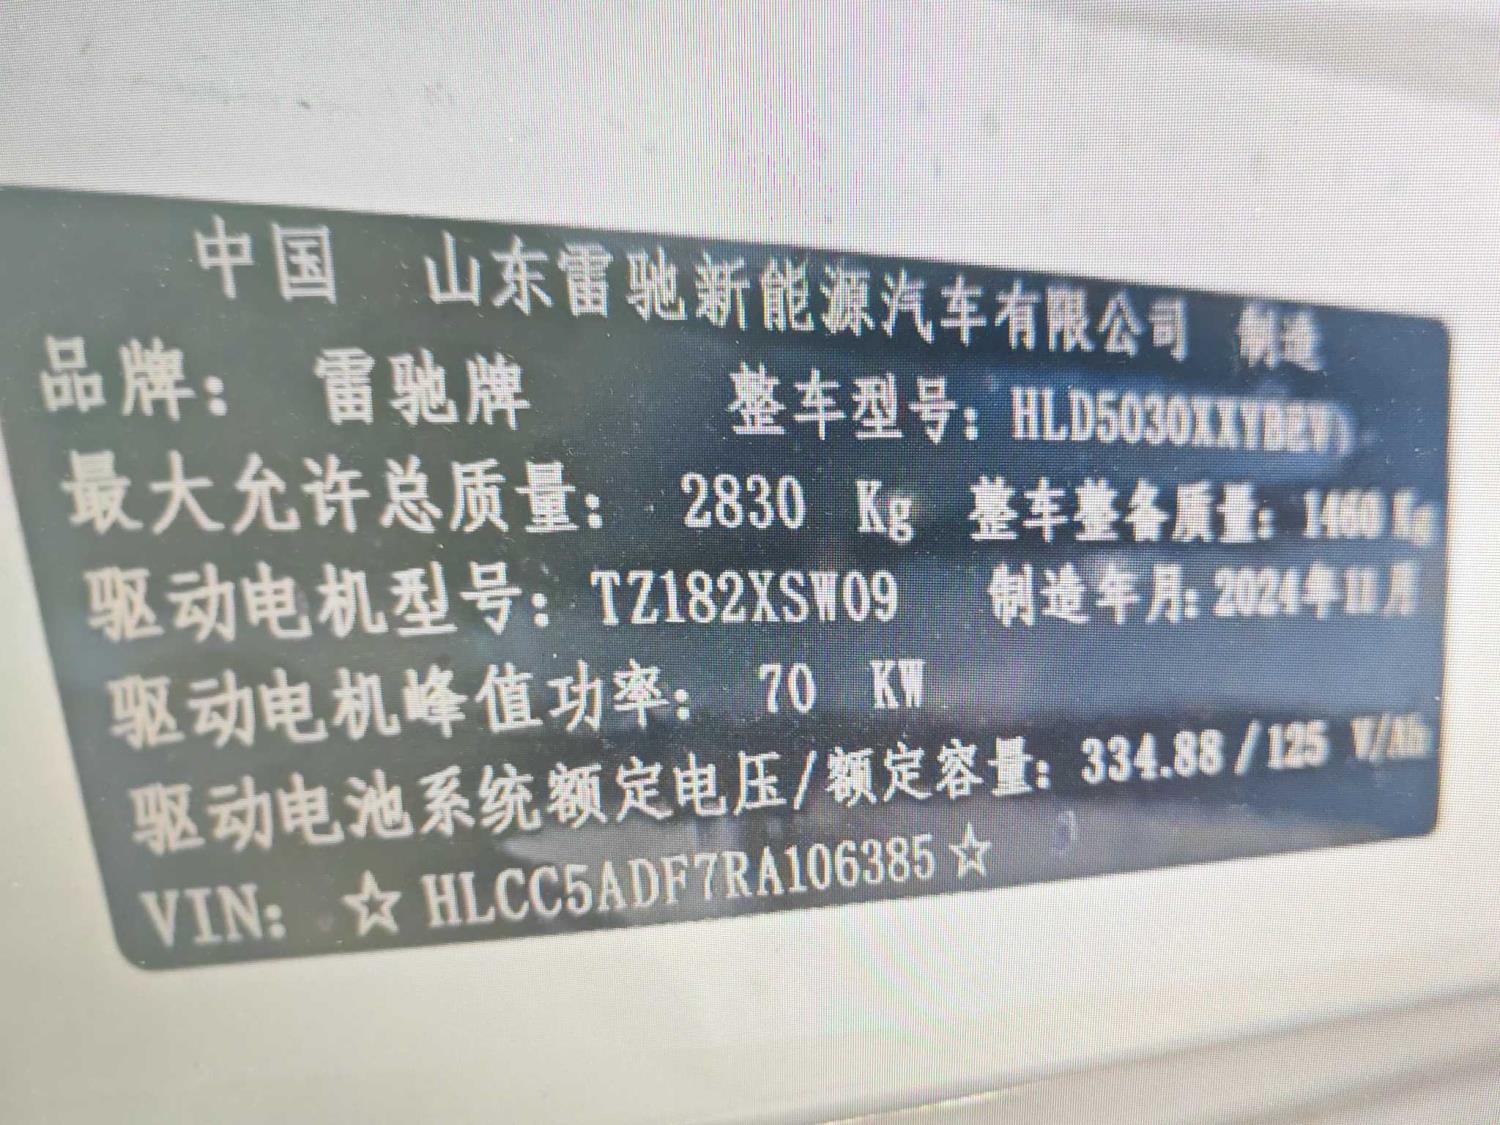 中国 山东雷驰新能源汽车有限公司 制造
品牌： 雷驰牌 整车型号：
最大允许总质量： 2830 Kg 整车整备质量： 1460 Kg
驱动电机型号：TZ182XSW09 制造年月：2024年11月
驱动电机峰值功率： 70 KW
驱动电池系统额定电压/额定容量：334.88/125 V/Ah
VIN： ☆HLCC5ADF7RA106385☆